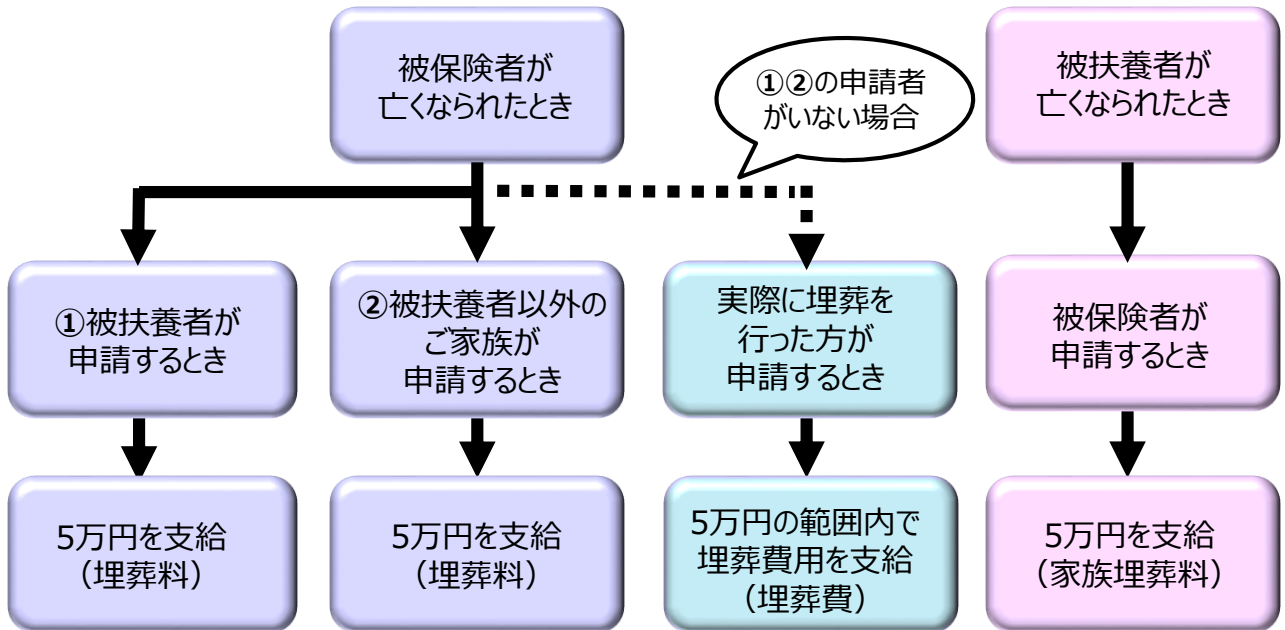 被保険者が
亡くなられたとき
①②の申請者
がいない場合
被扶養者が
亡くなられたとき
①被扶養者が
申請するとき
②被扶養者以外の
ご家族が
申請するとき
実際に埋葬を
行った方が
申請するとき
被保険者が
申請するとき
5万円を支給
（埋葬料）
5万円を支給
（埋葬料）
5万円の範囲内で
埋葬費用を支給
（埋葬費）
5万円を支給
（家族埋葬料）